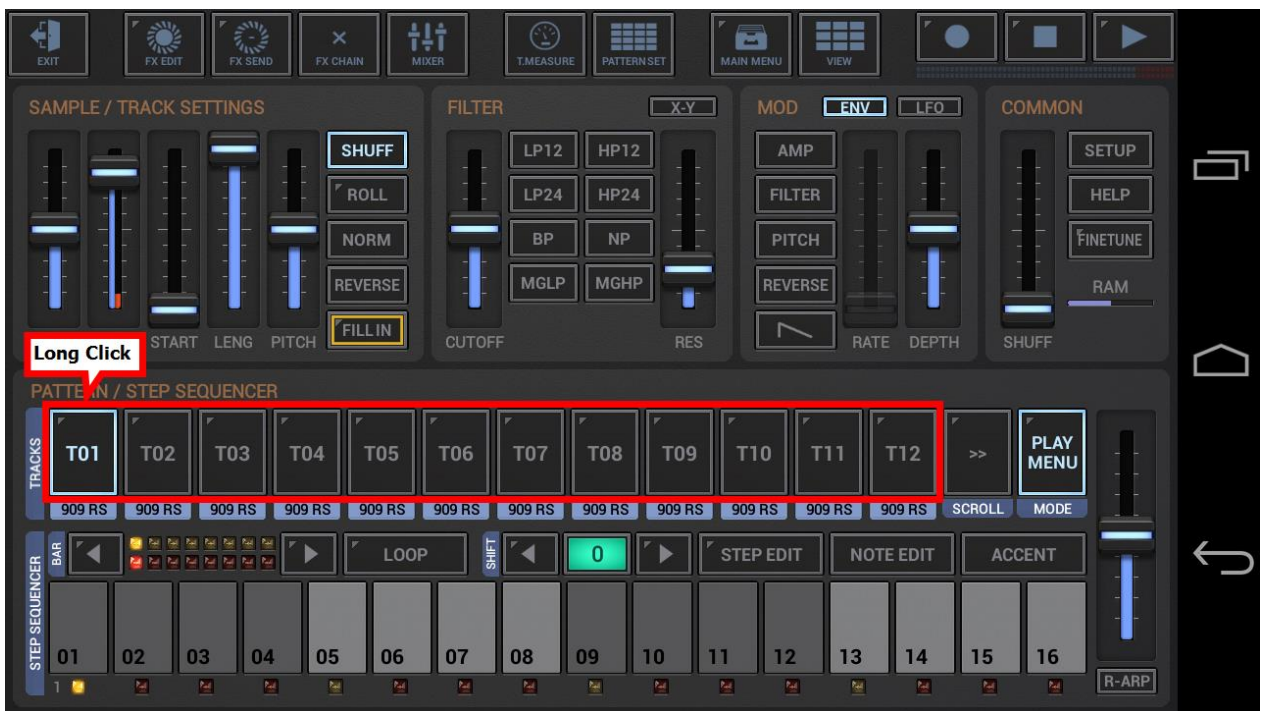 EXIT FX EDIT FX SEND FX CHAIN MIXER T.MEASURE PATTERN SET MAIN MENU VIEW
SAMPLE / TRACK SETTINGS FILTER X-Y MOD ENV LFO COMMON
SHUFF LP12 HP12 AMP SETUP
ROLL LP24 HP24 FILTER HELP
NORM BP NP PITCH FINETUNE
REVERSE MGLP MGHP REVERSE RAM
FILL IN
START LENG PITCH CUTOFF RES RATE DEPTH SHUFF
Long Click
PATTERN / STEP SEQUENCER
TRACKS T01 T02 T03 T04 T05 T06 T07 T08 T09 T10 T11 T12 >> PLAY MENU
909 RS 909 RS 909 RS 909 RS 909 RS 909 RS 909 RS 909 RS 909 RS 909 RS 909 RS 909 RS SCROLL MODE
BAR LOOP SHIFT 0 STEP EDIT NOTE EDIT ACCENT
STEP SEQUENCER 01 02 03 04 05 06 07 08 09 10 11 12 13 14 15 16
1 R-ARP